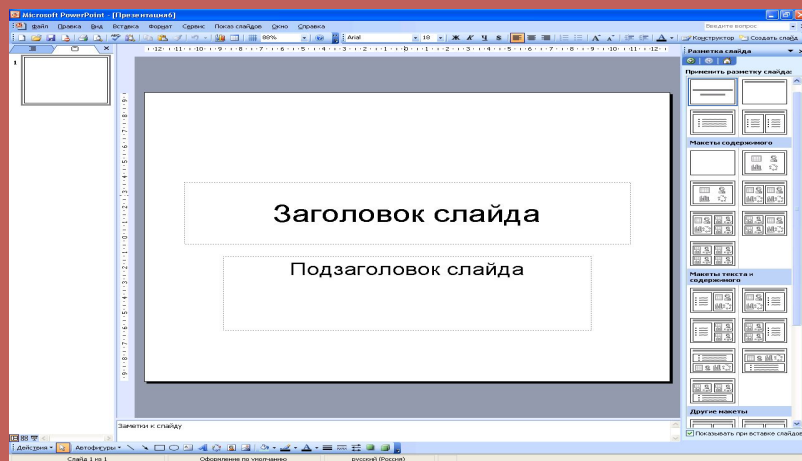 Microsoft PowerPoint - [Презентация6]
Файл Правка Вид Вставка Формат Сервис Показ слайдов Окно Справка
Введите вопрос
88% Arial 18 Ж К Ч S Конструктор Создать слайд
Разметка слайда
1
Применить разметку слайда:
Макеты содержимого
Заголовок слайда
Подзаголовок слайда
Макеты текста и содержимого
Другие макеты
Заметки к слайду
Показывать при вставке слайдов
Действия Автофигуры
Слайд 1 из 1 Оформление по умолчанию русский (Россия)